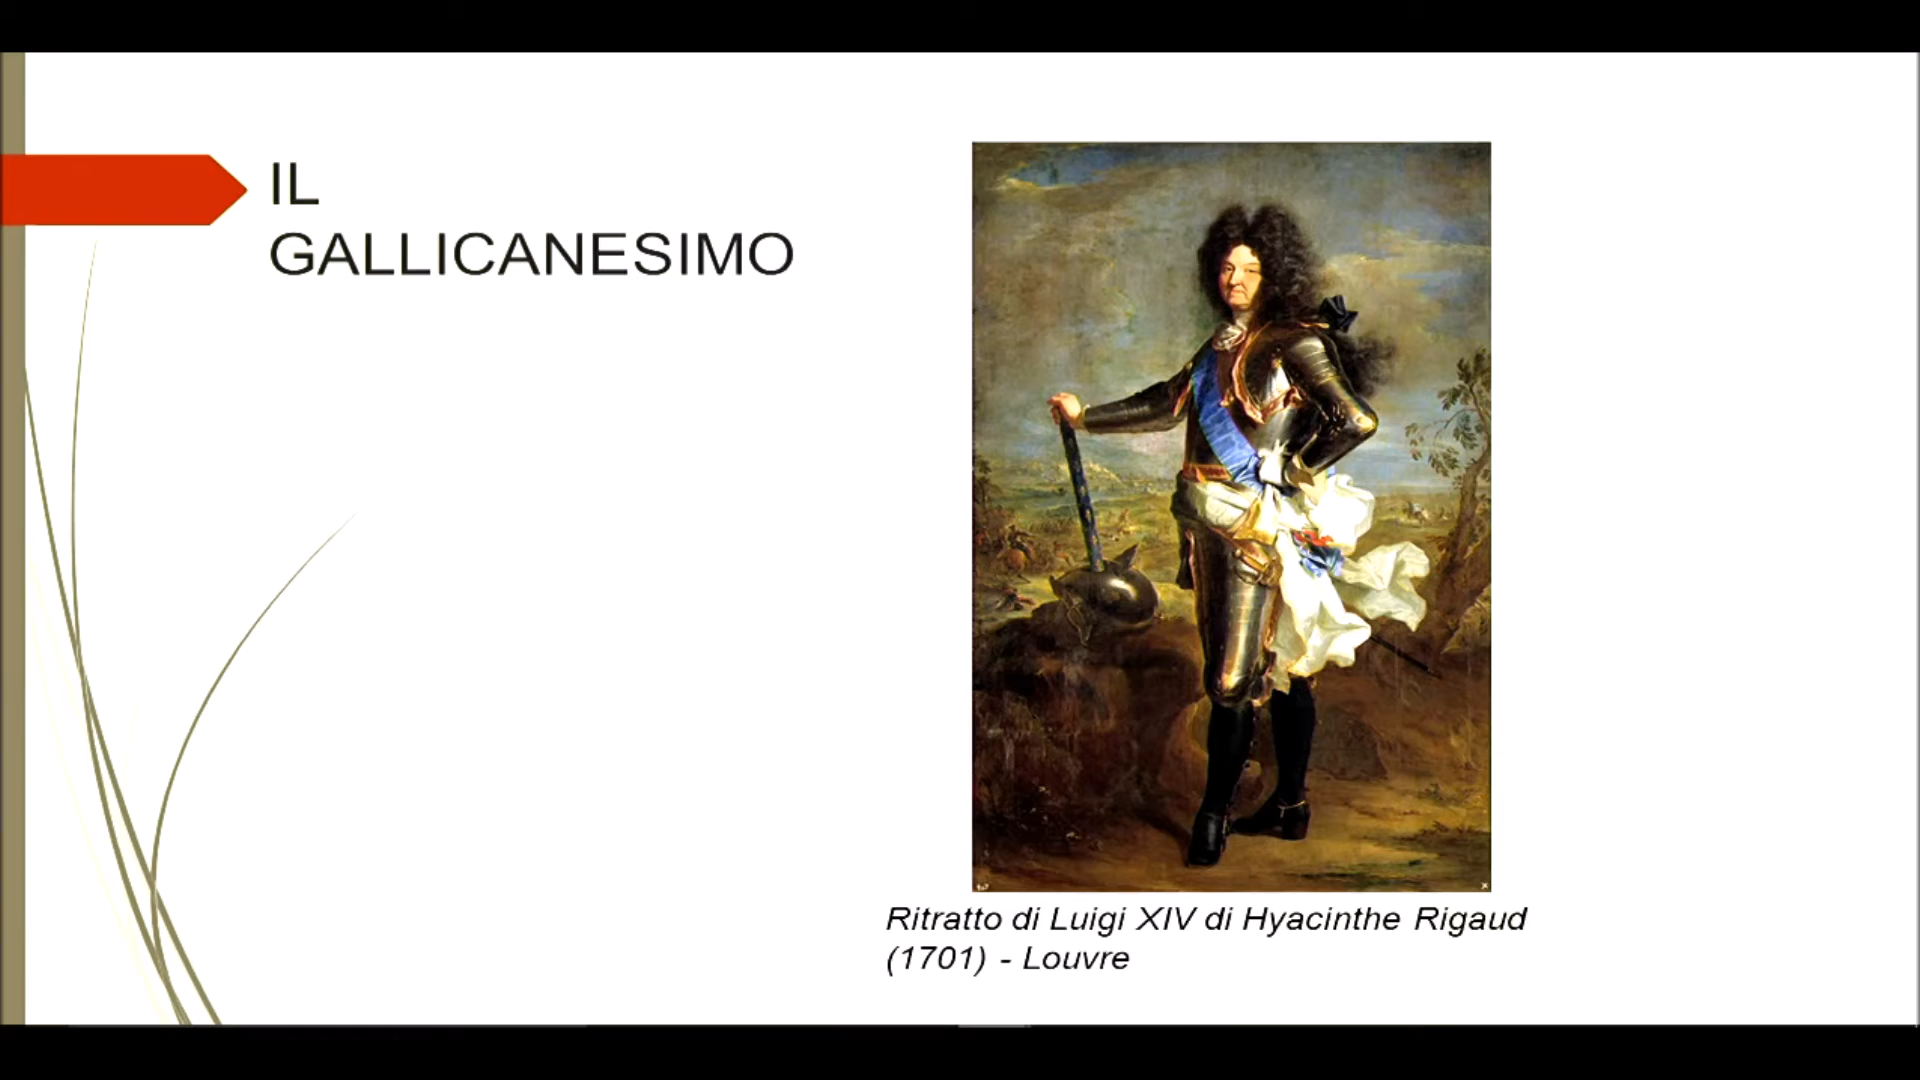 IL
GALLICANESIMO
Ritratto di Luigi XIV di Hyacinthe Rigaud
(1701) - Louvre